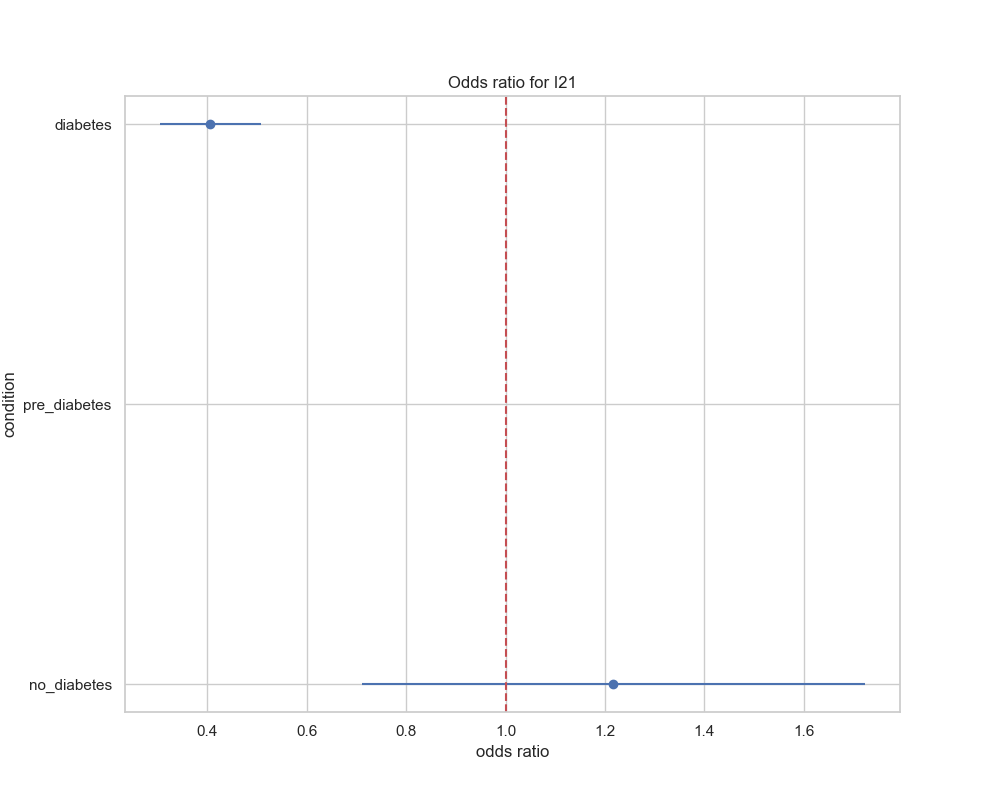 Odds ratio for I21
diabetes
pre_diabetes
no_diabetes
condition
0.4 0.6 0.8 1.0 1.2 1.4 1.6
odds ratio